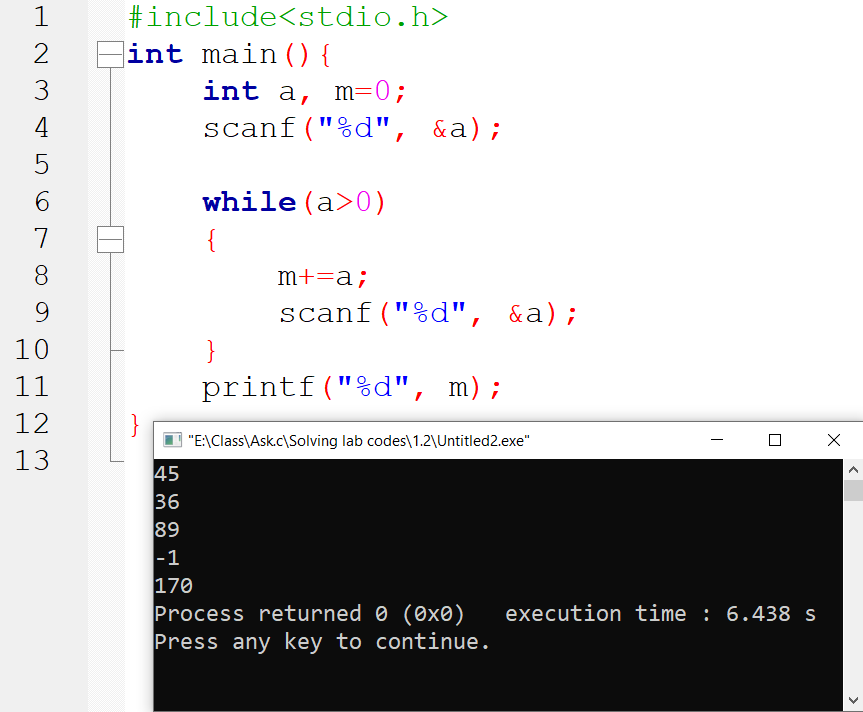 1 #include<stdio.h>
2 int main(){
3 int a, m=0;
4 scanf("%d", &a);
5
6 while(a>0)
7 {
8 m+=a;
9 scanf("%d", &a);
10 }
11 printf("%d", m);
12 }
13
"E:\Class\Ask.c\Solving lab codes\1.2\Untitled2.exe"
45
36
89
-1
170
Process returned 0 (0x0)   execution time : 6.438 s
Press any key to continue.